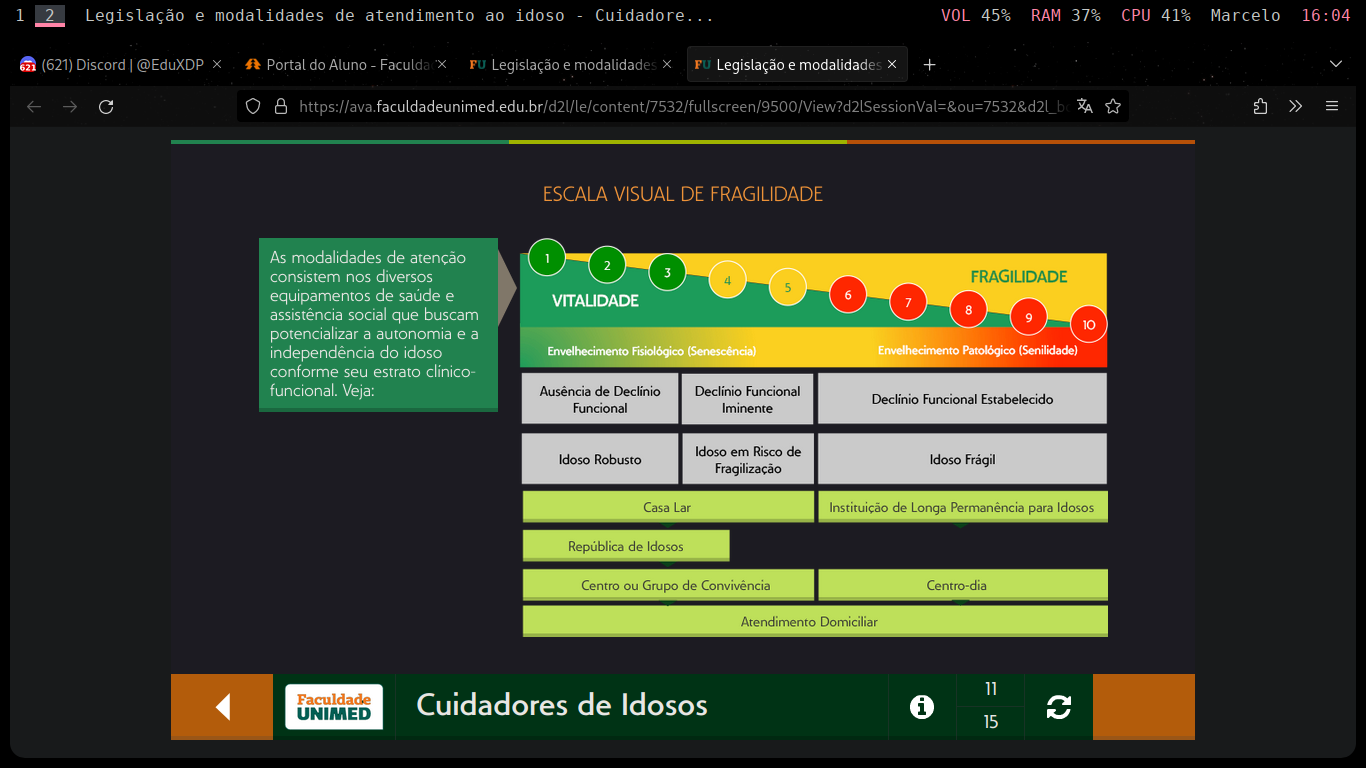 1 2 Legislação e modalidades de atendimento ao idoso - Cuidadore... VOL 45% RAM 37% CPU 41% Marcelo 16:04
621 (621) Discord | @EduXDP Portal do Aluno - Faculda FU Legislação e modalidades FU Legislação e modalidades
https://ava.faculdadeunimed.edu.br/d2l/le/content/7532/fullscreen/9500/View?d2lSessionVal=&ou=7532&d2l_b
ESCALA VISUAL DE FRAGILIDADE
As modalidades de atenção
consistem nos diversos
equipamentos de saúde e
assistência social que buscam
potencializar a autonomia e a
independência do idoso
conforme seu estrato clínico-
funcional. Veja:
1 2 3 4 5 6 7 8 9 10
VITALIDADE
FRAGILIDADE
Envelhecimento Fisiológico (Senescência) Envelhecimento Patológico (Senilidade)
Ausência de Declínio
Funcional
Declínio Funcional
Iminente
Declínio Funcional Estabelecido
Idoso Robusto
Idoso em Risco de
Fragilização
Idoso Frágil
Casa Lar
Instituição de Longa Permanência para Idosos
República de Idosos
Centro ou Grupo de Convivência
Centro-dia
Atendimento Domiciliar
Faculdade
UNIMED
Cuidadores de Idosos
11
15